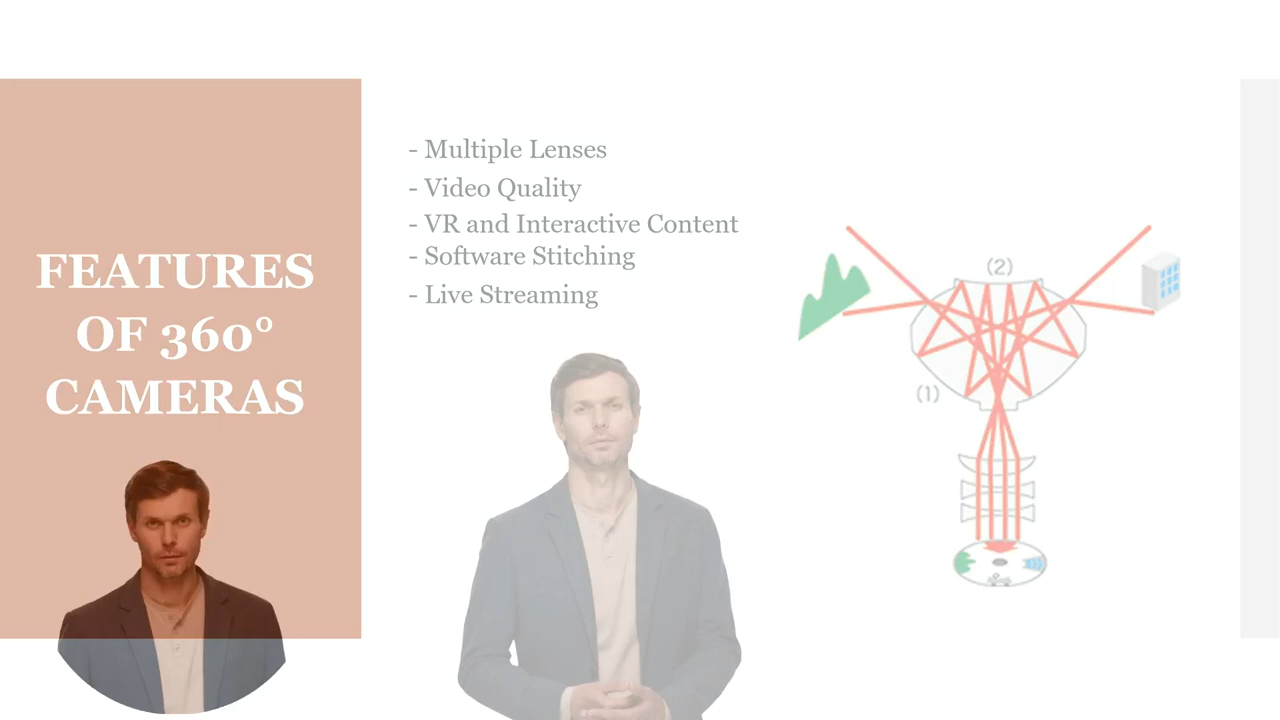 FEATURES
OF 360°
CAMERAS
- Multiple Lenses
- Video Quality
- VR and Interactive Content
- Software Stitching
- Live Streaming
(2)
(1)